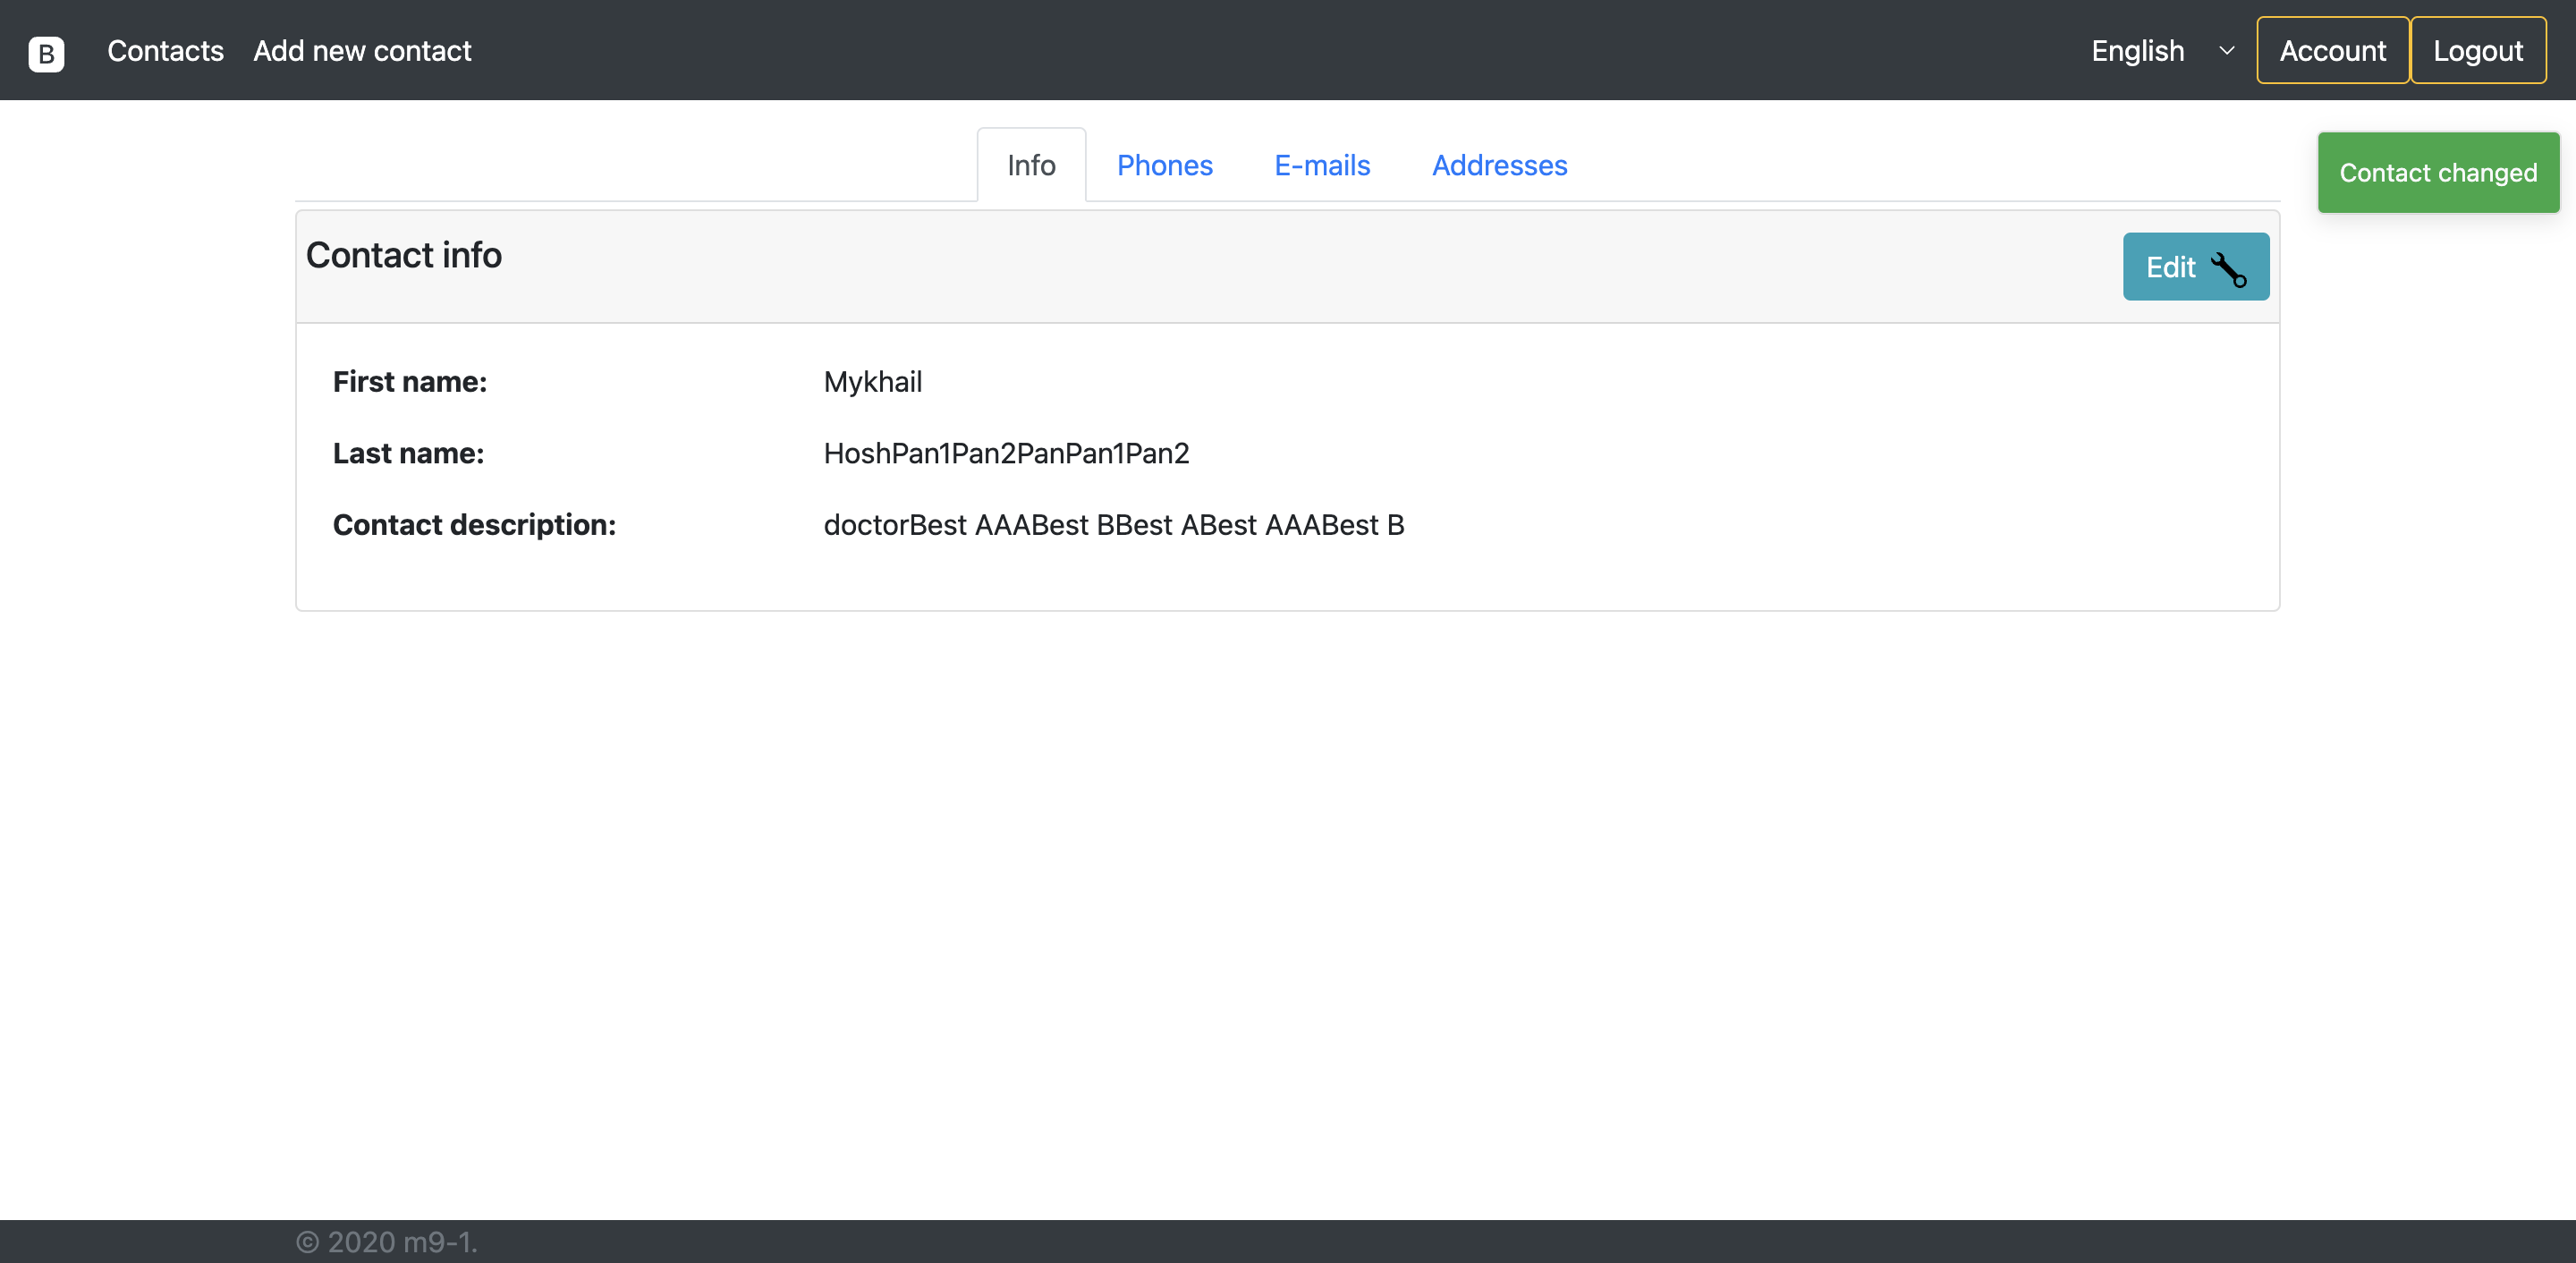 B Contacts Add new contact English Account Logout
Info Phones E-mails Addresses
Contact changed
Contact info
Edit
First name: Mykhail
Last name: HoshPan1Pan2PanPan1Pan2
Contact description: doctorBest AAABest BBest ABest AAABest B
© 2020 m9-1.